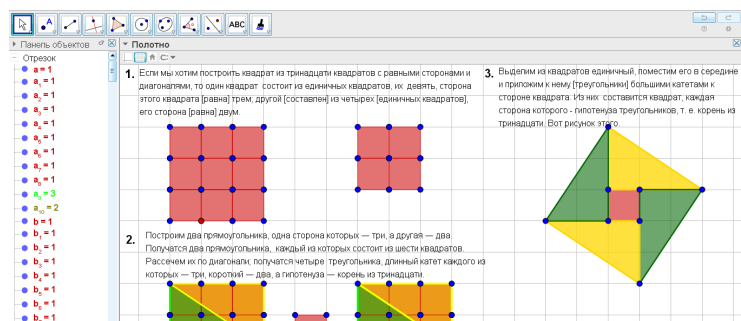 ABC
Панель объектов
Полотно
Отрезок
a = 1
a₁ = 1
a₂ = 1
a₃ = 1
a₄ = 1
a₅ = 1
a₆ = 1
a₇ = 1
a₈ = 1
a₉ = 3
a₁₀ = 2
b = 1
b₁ = 1
b₂ = 1
b₃ = 1
b₄ = 1
b₅ = 1
b₆ = 1
b₇ = 1
1. Если мы хотим построить квадрат из тринадцати квадратов с равными сторонами и
диагоналями, то один квадрат состоит из единичных квадратов, их девять, сторона
этого квадрата [равна] трем; другой [составлен] из четырех [единичных квадратов],
его сторона [равна] двум.
2. Построим два прямоугольника, одна сторона которых — три, а другая — два.
Получатся два прямоугольника, каждый из которых состоит из шести квадратов.
Рассечем их по диагонали; получатся четыре треугольника, длинный катет каждого из
которых — три, короткий — два, а гипотенуза — корень из тринадцати.
3. Выделим из квадратов единичный, поместим его в середине
и приложим к нему [треугольники] большими катетами к
стороне квадрата. Из них составится квадрат, каждая
сторона которого - гипотенуза треугольников, т. е. корень из
тринадцати. Вот рисунок этого.